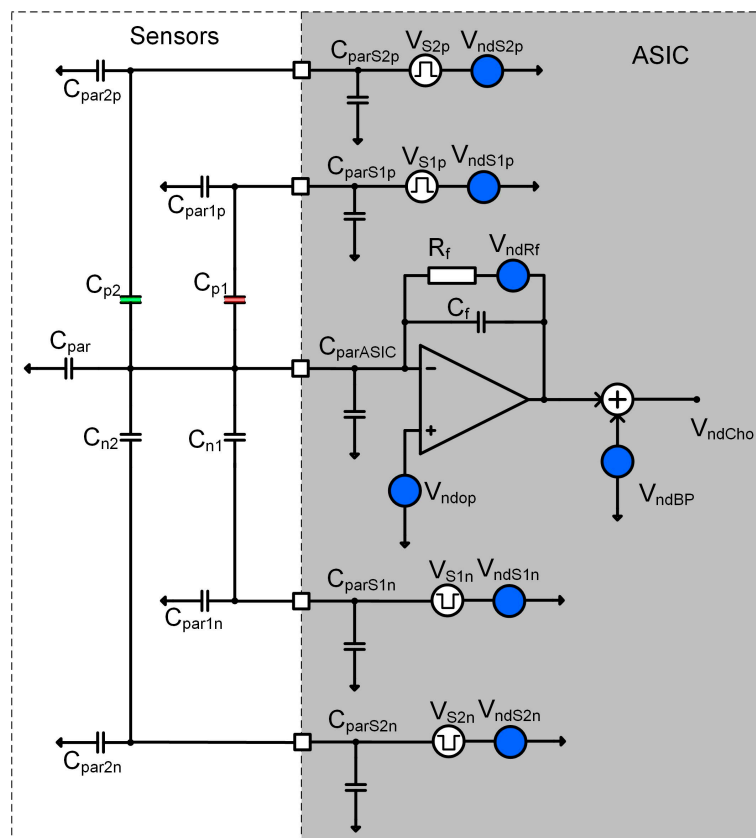 Sensors
ASIC
CparS2p
VS2p
VndS2p
Cpar2p
CparS1p
VS1p
VndS1p
Cpar1p
Rf
VndRf
Cp2
Cp1
Cf
Cpar
CparASIC
−
+
+
VndCho
Cn2
Cn1
Vndop
VndBP
CparS1n
VS1n
VndS1n
Cpar1n
CparS2n
VS2n
VndS2n
Cpar2n